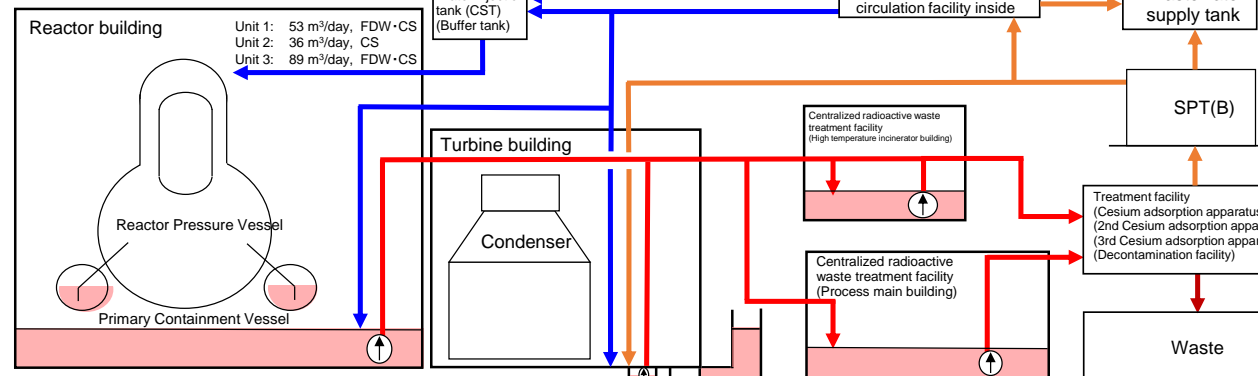 Reactor building
Unit 1: 53 m³/day, FDW・CS
Unit 2: 36 m³/day, CS
Unit 3: 89 m³/day, FDW・CS
tank (CST)
(Buffer tank)
circulation facility inside
supply tank
SPT(B)
Centralized radioactive waste
treatment facility
(High temperature incinerator building)
Turbine building
Condenser
Reactor Pressure Vessel
Primary Containment Vessel
Treatment facility
(Cesium adsorption apparatus
(2nd Cesium adsorption
(3rd Cesium adsorption
(Decontamination facility)
Centralized radioactive
waste treatment facility
(Process main building)
Waste